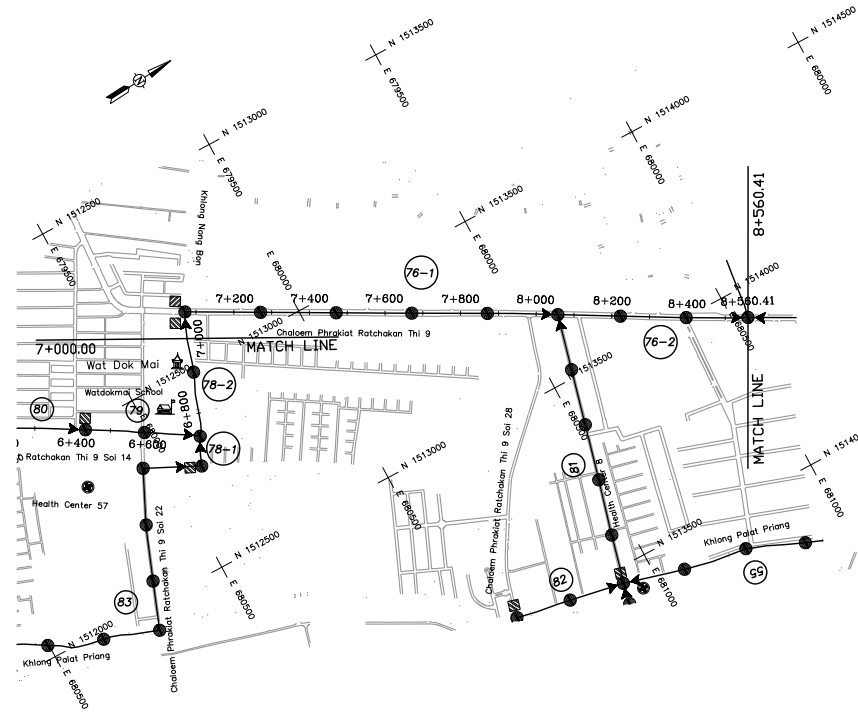 N 1513500
E 679500
N 1514500
E 680000
N 1513000
E 679500
N 1514000
E 680000
8+560.41
N 1512500
E 679500
Khlong Nong Bon
N 1513500
E 680000
E 680000
N 1514000
76-1
7+200
7+400
7+600
7+800
8+000
8+200
8+400
8+560.41
E 680500
N 1513000
Chaloem Phrakiat Ratchakan Thi 9
7+000
7+000.00
MATCH LINE
76-2
Wat Dok Mai
N 1512500
78-2
Watdokmai School
N 1513500
E 680500
MATCH LINE
80
79
6+800
6+400
6+600
78-1
Ratchakan Thi 9 Soi 14
Chaloem Phrakiat Ratchakan Thi 9 Soi 28
81
Health Center 8
N 1513000
E 680500
E 681000
Health Center 57
Chaloem Phrakiat Ratchakan Thi 9 Soi 22
N 1512500
E 680500
N 1513500
E 681000
Khlong Palat Priang
55
82
83
N 1512000
Khlong Palat Priang
E 680500